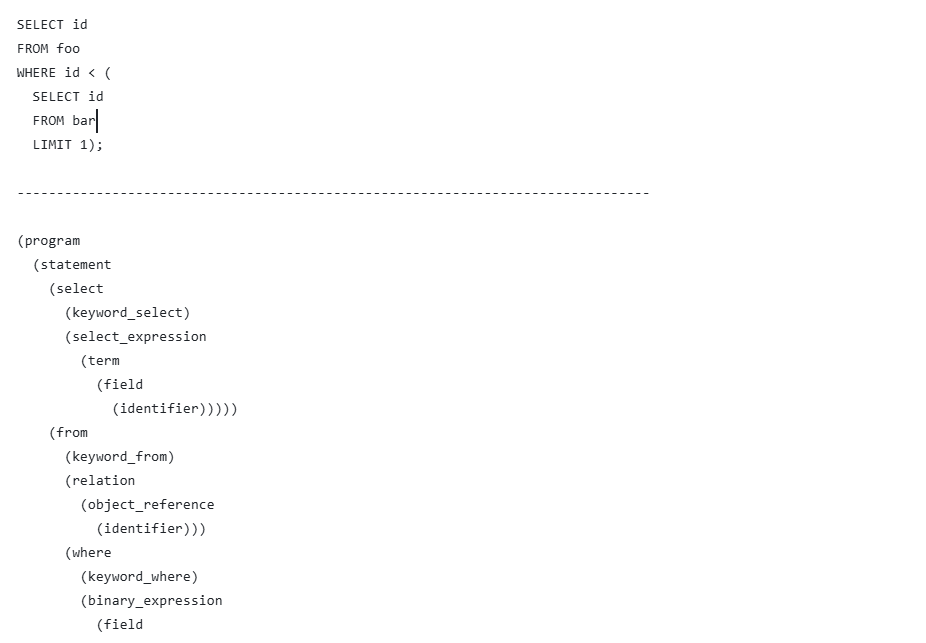 SELECT id
FROM foo
WHERE id < (
  SELECT id
  FROM bar
  LIMIT 1);

--------------------------------------------------------------------------------

(program
  (statement
    (select
      (keyword_select)
      (select_expression
        (term
          (field
            (identifier)))))
    (from
      (keyword_from)
      (relation
        (object_reference
          (identifier)))
      (where
        (keyword_where)
        (binary_expression
          (field